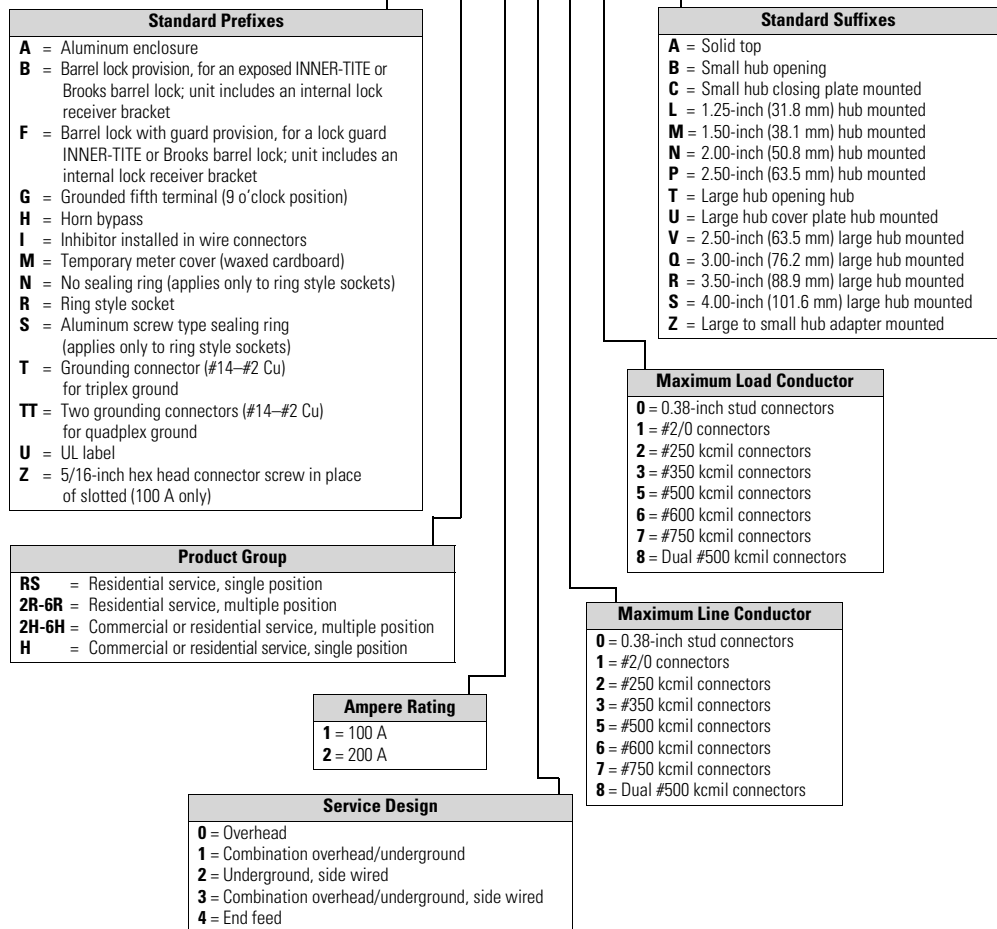 Standard Prefixes
A = Aluminum enclosure
B = Barrel lock provision, for an exposed INNER-TITE or
Brooks barrel lock; unit includes an internal lock
receiver bracket
F = Barrel lock with guard provision, for a lock guard
INNER-TITE or Brooks barrel lock; unit includes an
internal lock receiver bracket
G = Grounded fifth terminal (9 o'clock position)
H = Horn bypass
I = Inhibitor installed in wire connectors
M = Temporary meter cover (waxed cardboard)
N = No sealing ring (applies only to ring style sockets)
R = Ring style socket
S = Aluminum screw type sealing ring
(applies only to ring style sockets)
T = Grounding connector (#14–#2 Cu)
for triplex ground
TT = Two grounding connectors (#14–#2 Cu)
for quadplex ground
U = UL label
Z = 5/16-inch hex head connector screw in place
of slotted (100 A only)
Standard Suffixes
A = Solid top
B = Small hub opening
C = Small hub closing plate mounted
L = 1.25-inch (31.8 mm) hub mounted
M = 1.50-inch (38.1 mm) hub mounted
N = 2.00-inch (50.8 mm) hub mounted
P = 2.50-inch (63.5 mm) hub mounted
T = Large hub opening hub
U = Large hub cover plate hub mounted
V = 2.50-inch (63.5 mm) large hub mounted
Q = 3.00-inch (76.2 mm) large hub mounted
R = 3.50-inch (88.9 mm) large hub mounted
S = 4.00-inch (101.6 mm) large hub mounted
Z = Large to small hub adapter mounted
Maximum Load Conductor
0 = 0.38-inch stud connectors
1 = #2/0 connectors
2 = #250 kcmil connectors
3 = #350 kcmil connectors
5 = #500 kcmil connectors
6 = #600 kcmil connectors
7 = #750 kcmil connectors
8 = Dual #500 kcmil connectors
Product Group
RS = Residential service, single position
2R-6R = Residential service, multiple position
2H-6H = Commercial or residential service, multiple position
H = Commercial or residential service, single position
Maximum Line Conductor
0 = 0.38-inch stud connectors
1 = #2/0 connectors
2 = #250 kcmil connectors
3 = #350 kcmil connectors
5 = #500 kcmil connectors
6 = #600 kcmil connectors
7 = #750 kcmil connectors
8 = Dual #500 kcmil connectors
Ampere Rating
1 = 100 A
2 = 200 A
Service Design
0 = Overhead
1 = Combination overhead/underground
2 = Underground, side wired
3 = Combination overhead/underground, side wired
4 = End feed